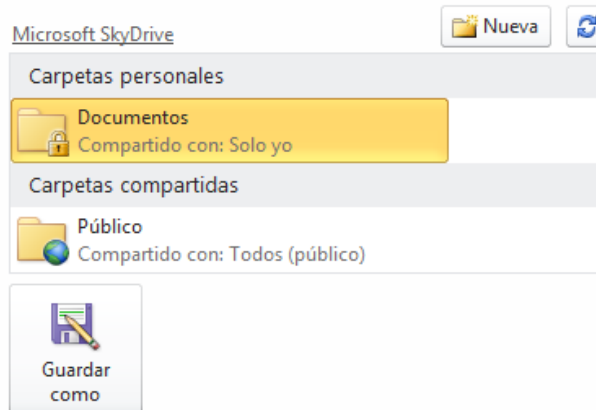 Microsoft SkyDrive
Nueva
Carpetas personales
Documentos
Compartido con: Solo yo
Carpetas compartidas
Público
Compartido con: Todos (público)
Guardar
como